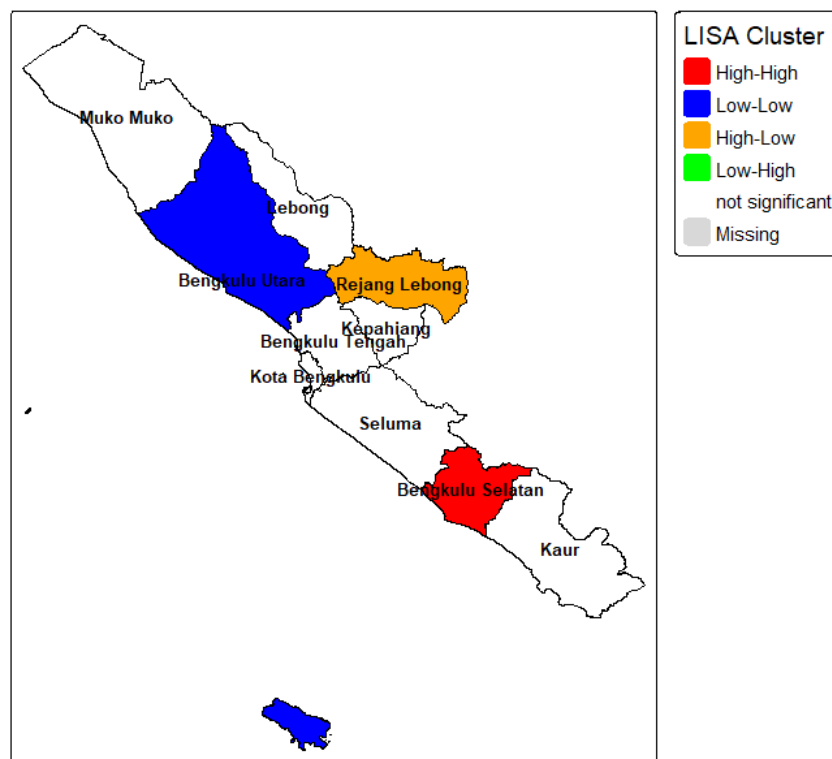 LISA Cluster
High-High
Low-Low
High-Low
Low-High
not significant
Missing
Muko Muko
Lebong
Bengkulu Utara
Rejang Lebong
Kepahiang
Bengkulu Tengah
Kota Bengkulu
Seluma
Bengkulu Selatan
Kaur